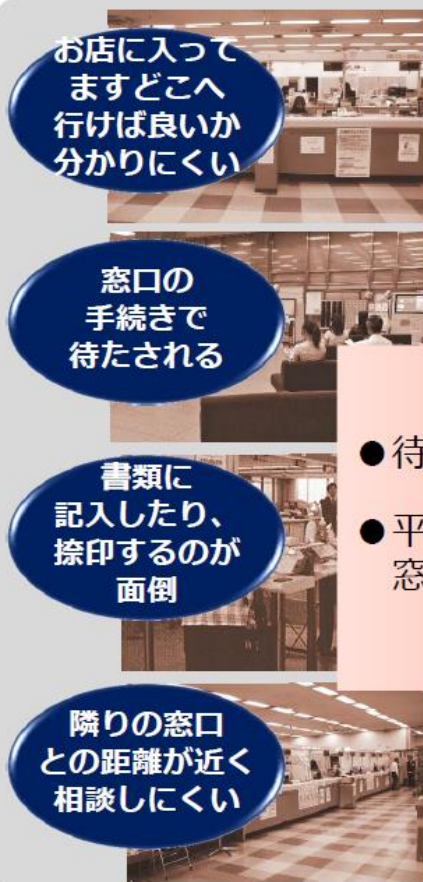 お店に入って
ますどこへ
行けば良いか
分かりにくい
窓口の
手続きで
待たされる
●待
●平
窓
書類に
記入したり、
捺印するのが
面倒
隣りの窓口
との距離が近く
相談しにくい